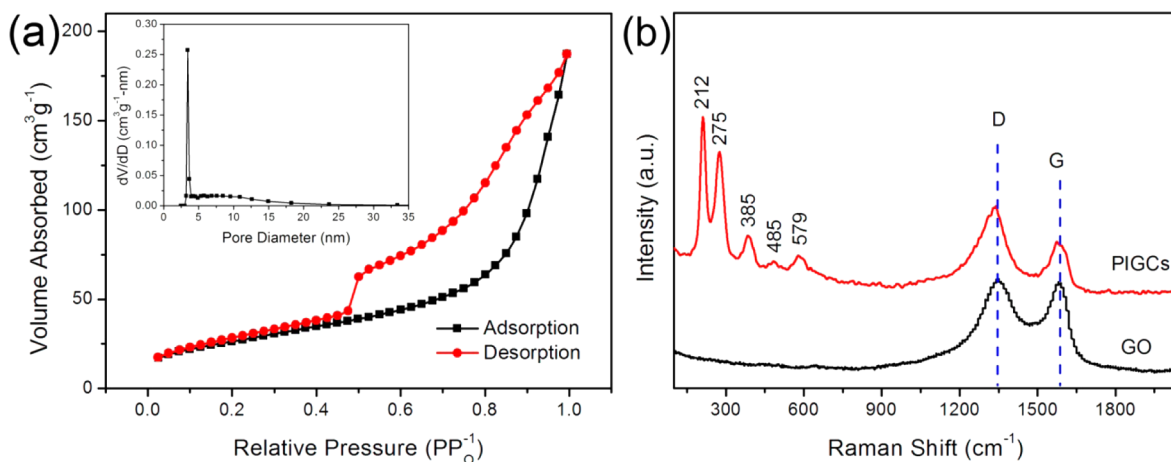 (a)
200
150
100
50
0
Volume Absorbed (cm³g⁻¹)
0.0 0.2 0.4 0.6 0.8 1.0
Relative Pressure (PP₀⁻¹)
0.30
0.25
0.20
0.15
0.10
0.05
0.00
dV/dD (cm³g⁻¹-nm)
0 5 10 15 20 25 30 35
Pore Diameter (nm)
Adsorption
Desorption
(b)
Intensity (a.u.)
212
275
385
485
579
D
G
PIGCs
GO
300 600 900 1200 1500 1800
Raman Shift (cm⁻¹)